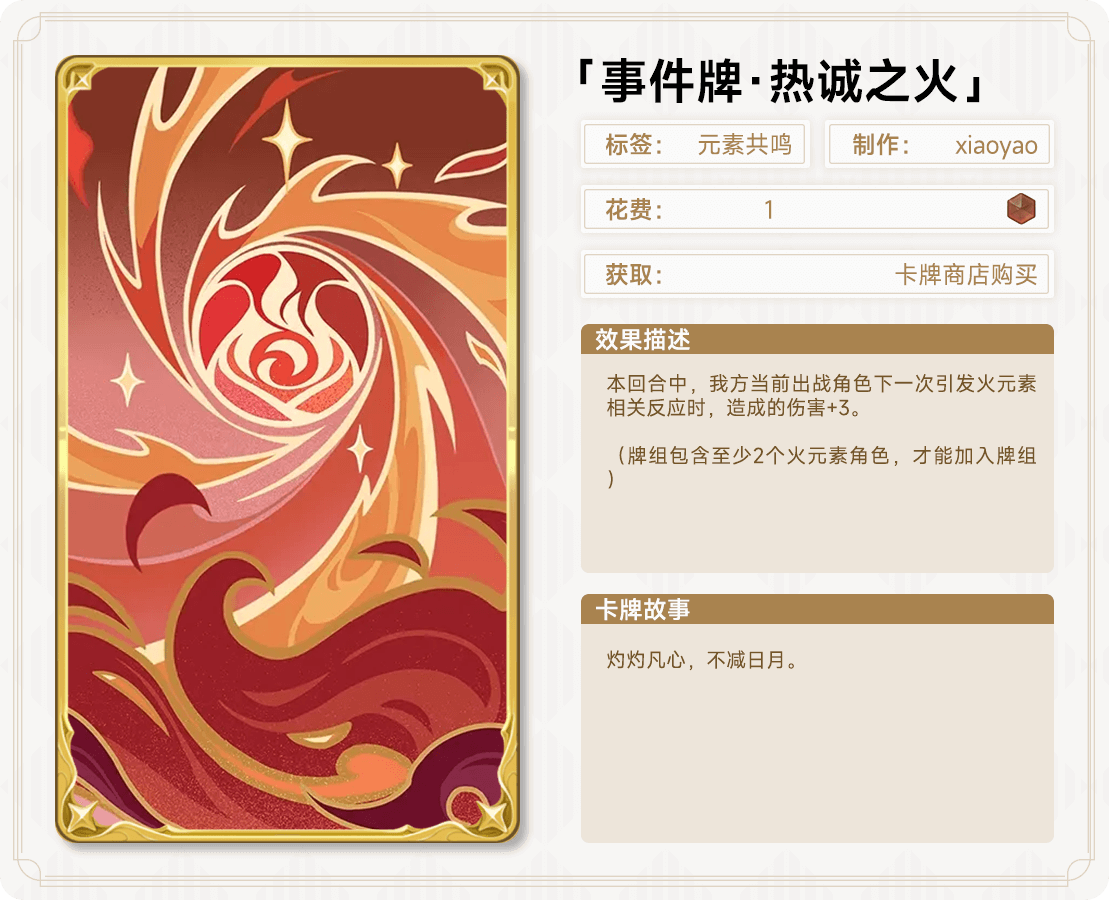 「事件牌·热诚之火」
标签： 元素共鸣 制作： xiaoyao
花费： 1
获取： 卡牌商店购买
效果描述
本回合中，我方当前出战角色下一次引发火元素
相关反应时，造成的伤害+3。
（牌组包含至少2个火元素角色，才能加入牌组
）
卡牌故事
灼灼凡心，不减日月。